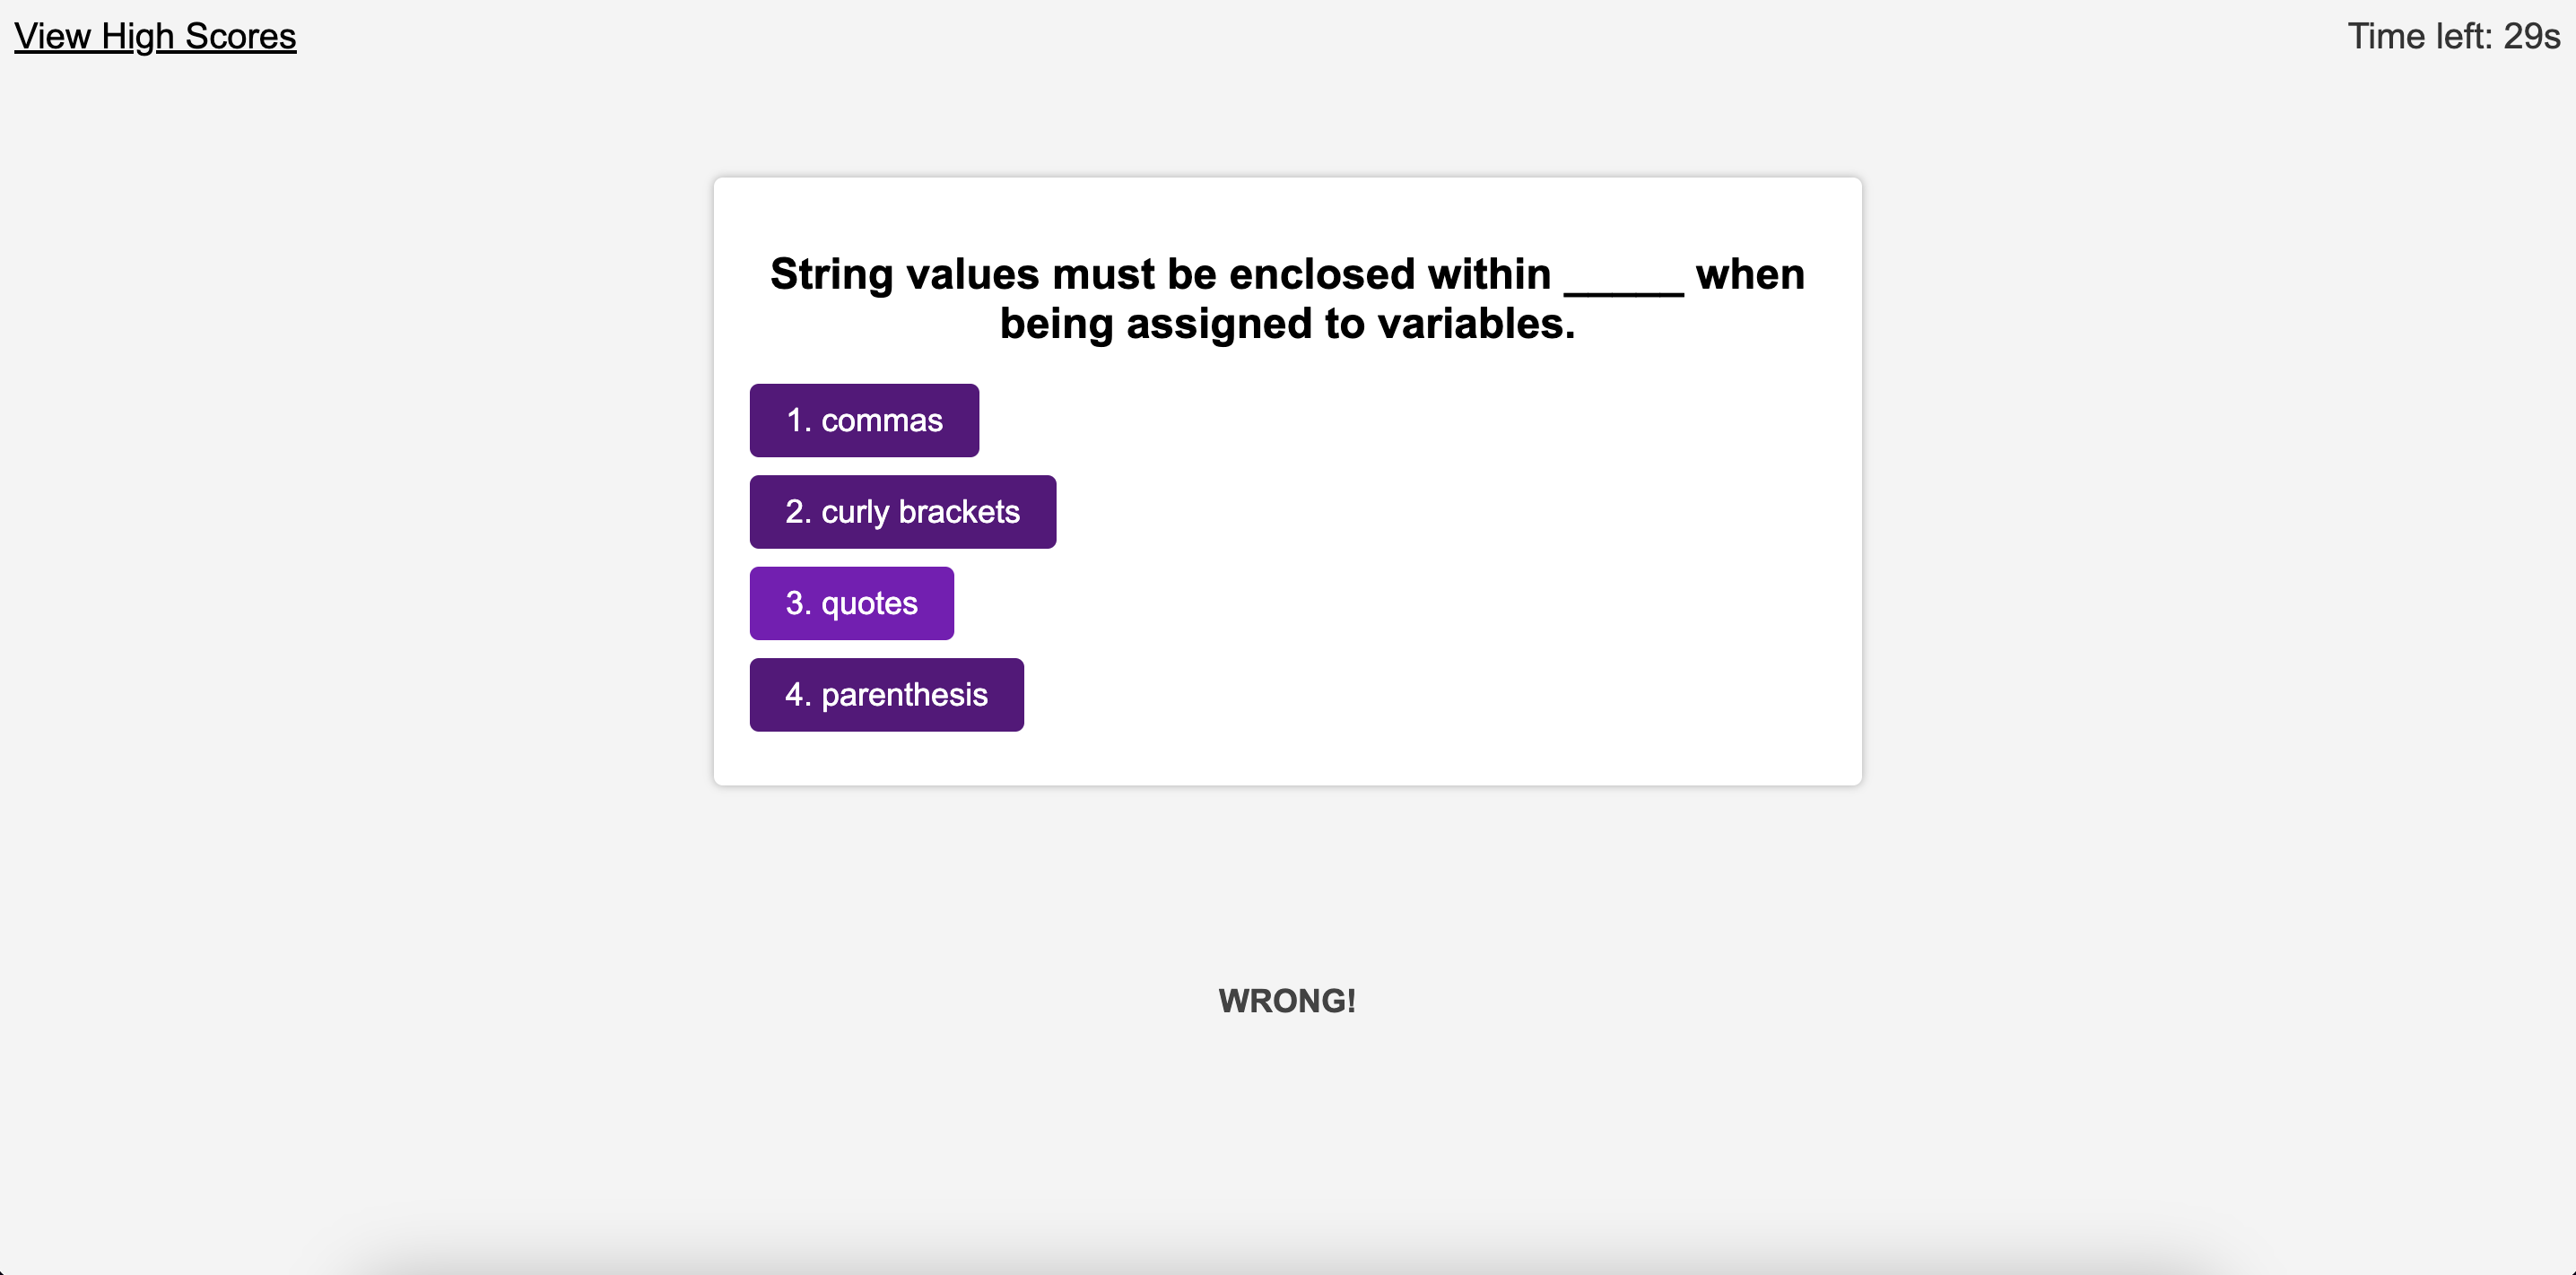 View High Scores
Time left: 29s
String values must be enclosed within _____ when
being assigned to variables.
1. commas
2. curly brackets
3. quotes
4. parenthesis
WRONG!